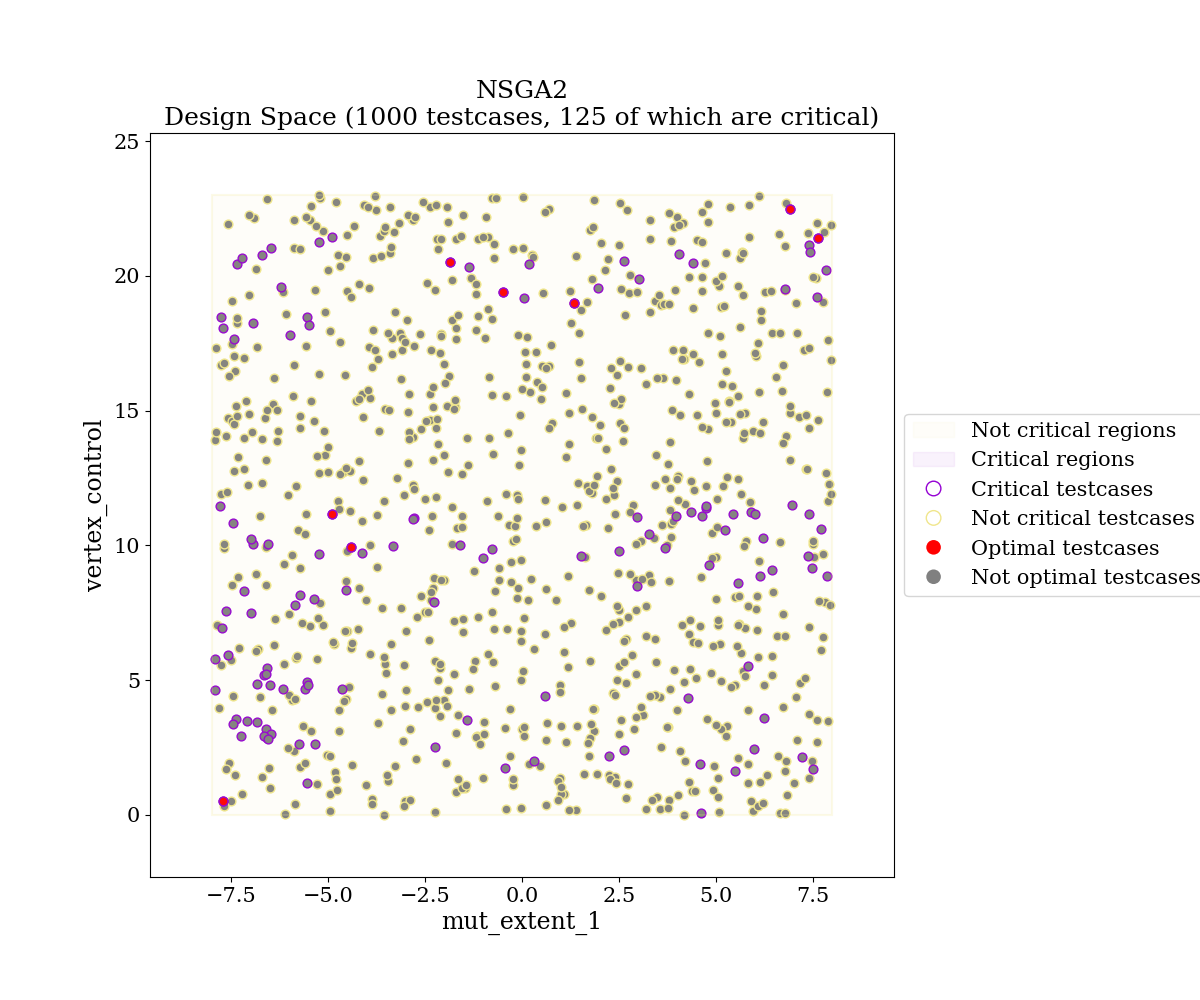 NSGA2
Design Space (1000 testcases, 125 of which are critical)
25
20
15
10
5
0
vertex_control
−7.5
−5.0
−2.5
0.0
2.5
5.0
7.5
mut_extent_1
Not critical regions
Critical regions
Critical testcases
Not critical testcases
Optimal testcases
Not optimal testcases